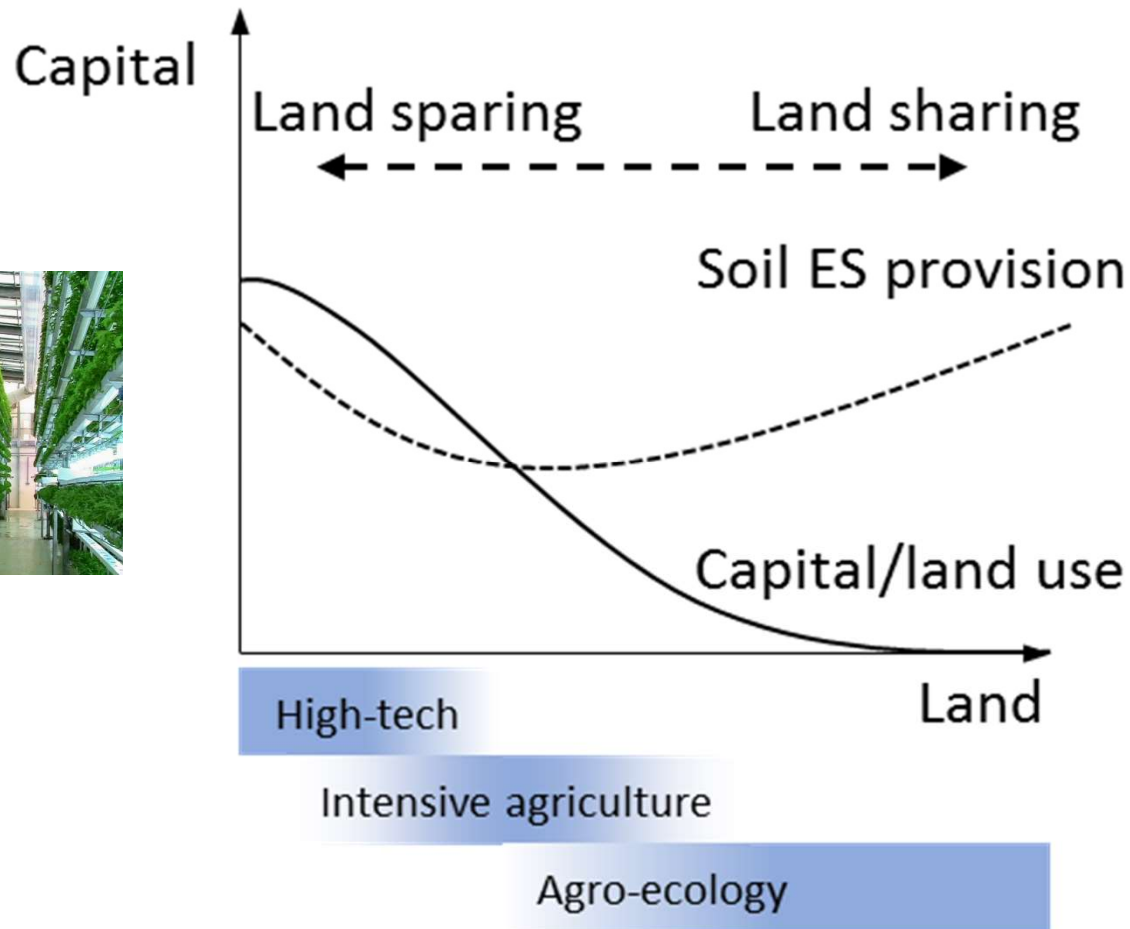 Capital
Land sparing Land sharing
Soil ES provision
Capital/land use
Land
High-tech
Intensive agriculture
Agro-ecology